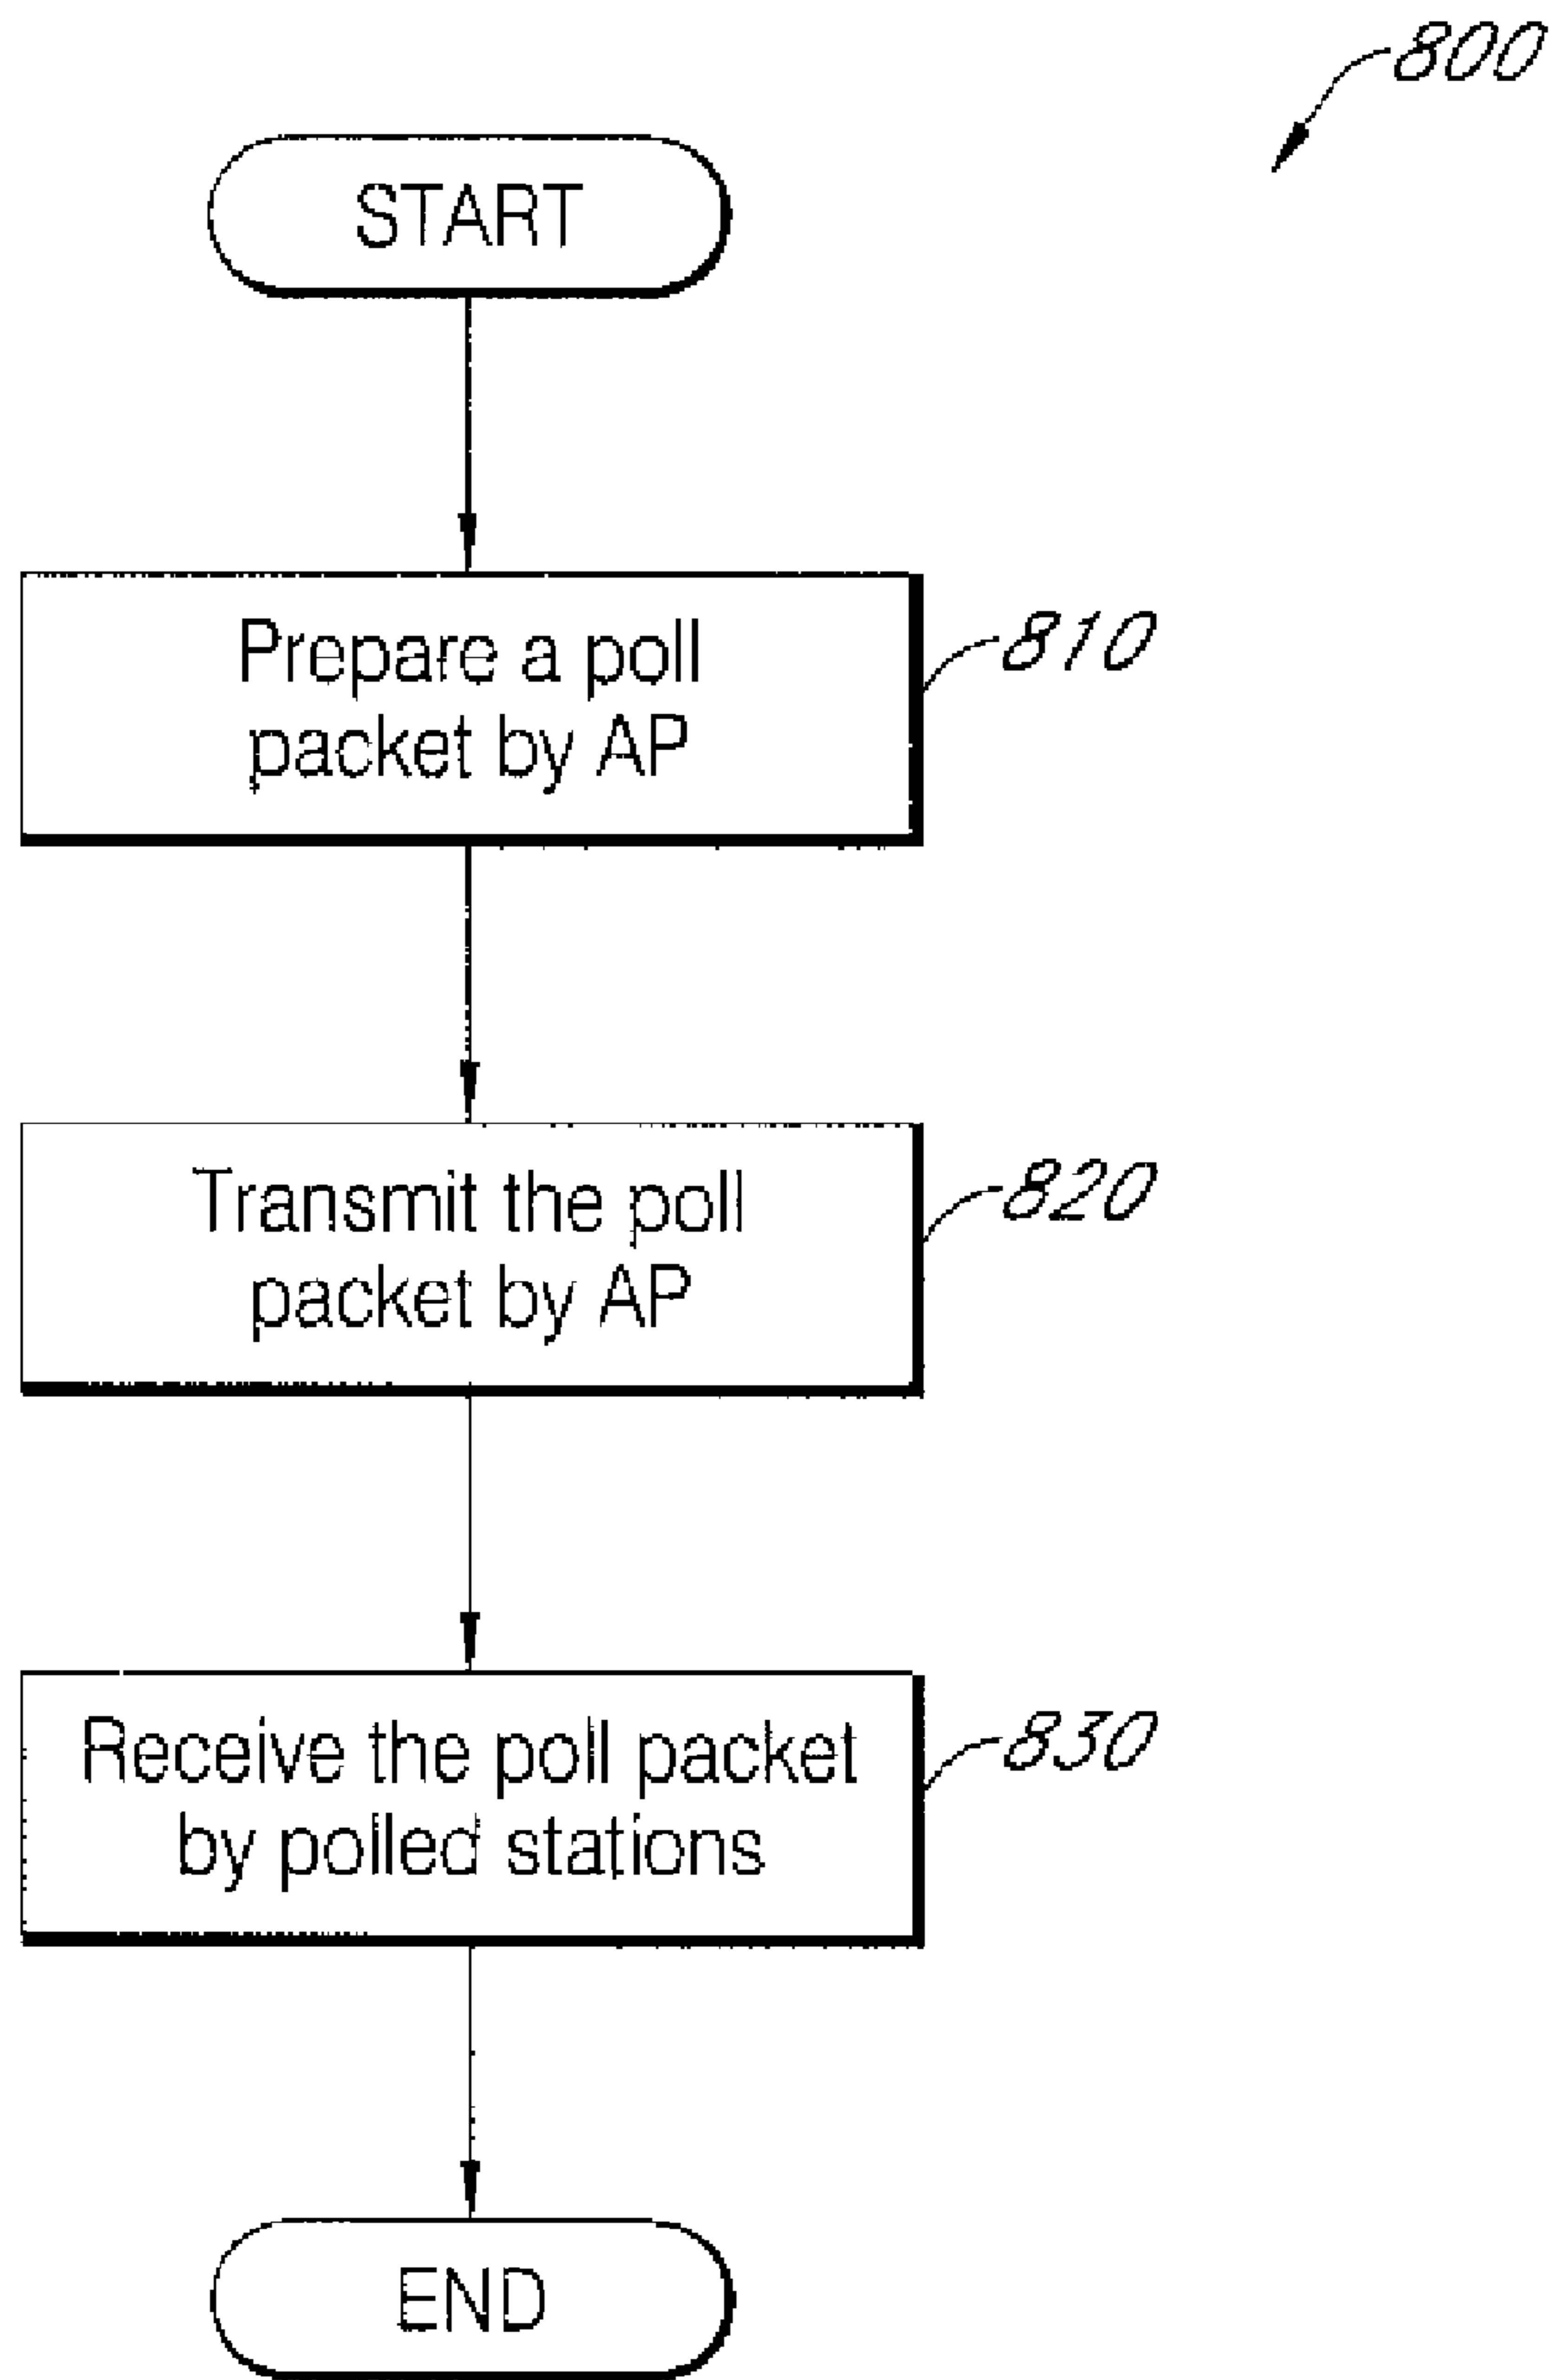 800
START
Prepare a poll
packet by AP
810
Transmit the poll
packet by AP
820
Receive the poll packet
by polled stations
830
END